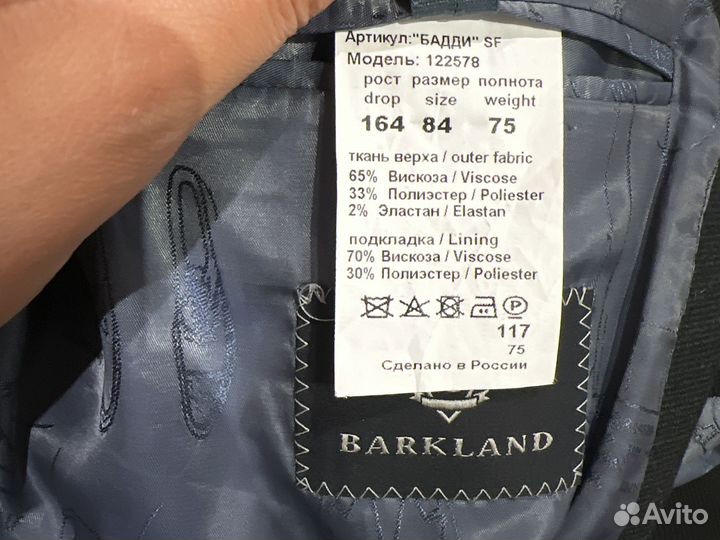 Артикул:"БАДДИ" SF
Модель: 122578
рост размер полнота
drop size weight
164 84 75
ткань верха / outer fabric
65% Вискоза / Viscose
33% Полиэстер / Poliester
2% Эластан / Elastan
подкладка / Lining
70% Вискоза / Viscose
30% Полиэстер / Poliester
P
117
75
Сделано в России
BARKLAND
Avito